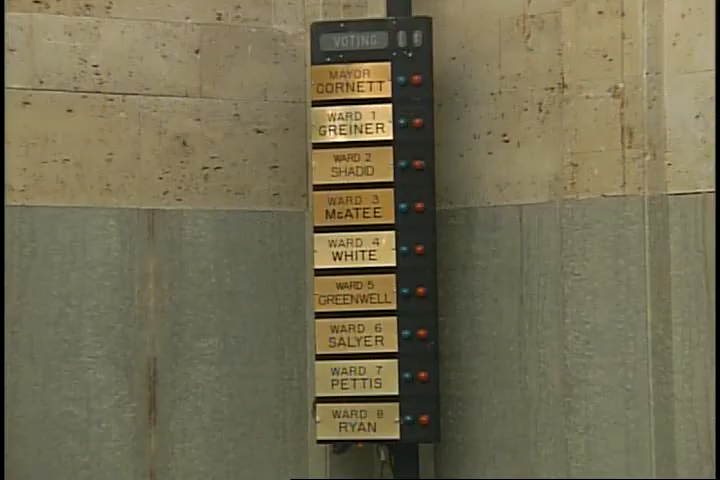 VOTING
MAYOR
CORNETT
WARD 1
GREINER
WARD 2
SHADID
WARD 3
McATEE
WARD 4
WHITE
WARD 5
GREENWELL
WARD 6
SALYER
WARD 7
PETTIS
WARD 8
RYAN